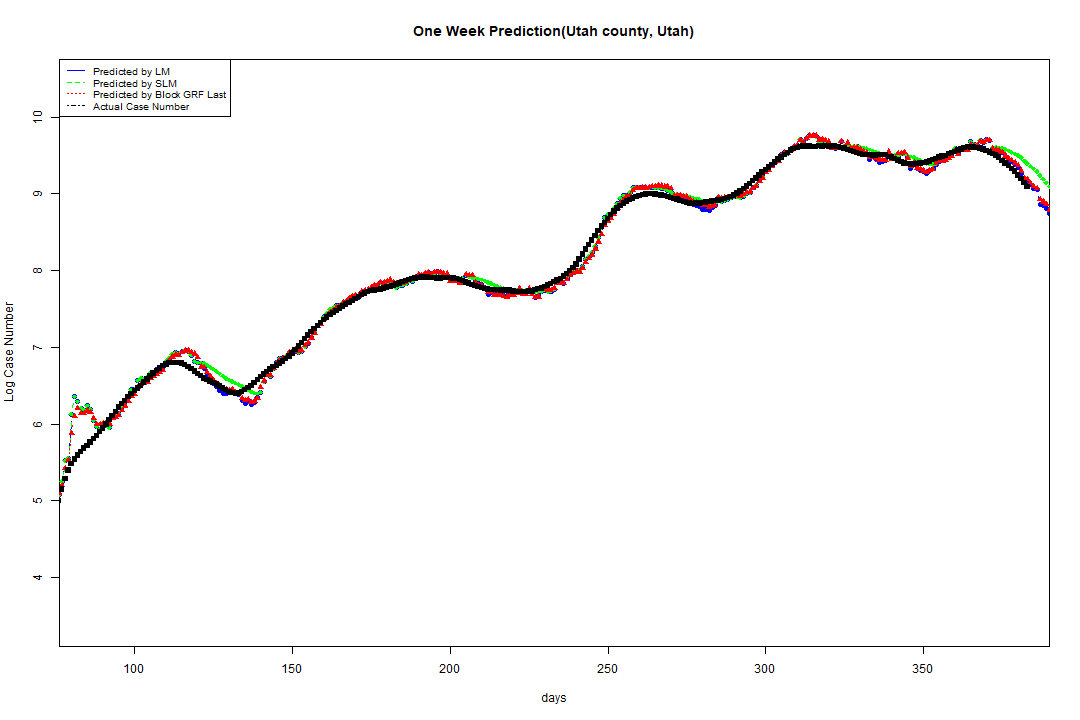 One Week Prediction(Utah county, Utah)
Predicted by LM
Predicted by SLM
Predicted by Block GRF Last
Actual Case Number
10
9
8
7
6
5
4
Log Case Number
100 150 200 250 300 350
days